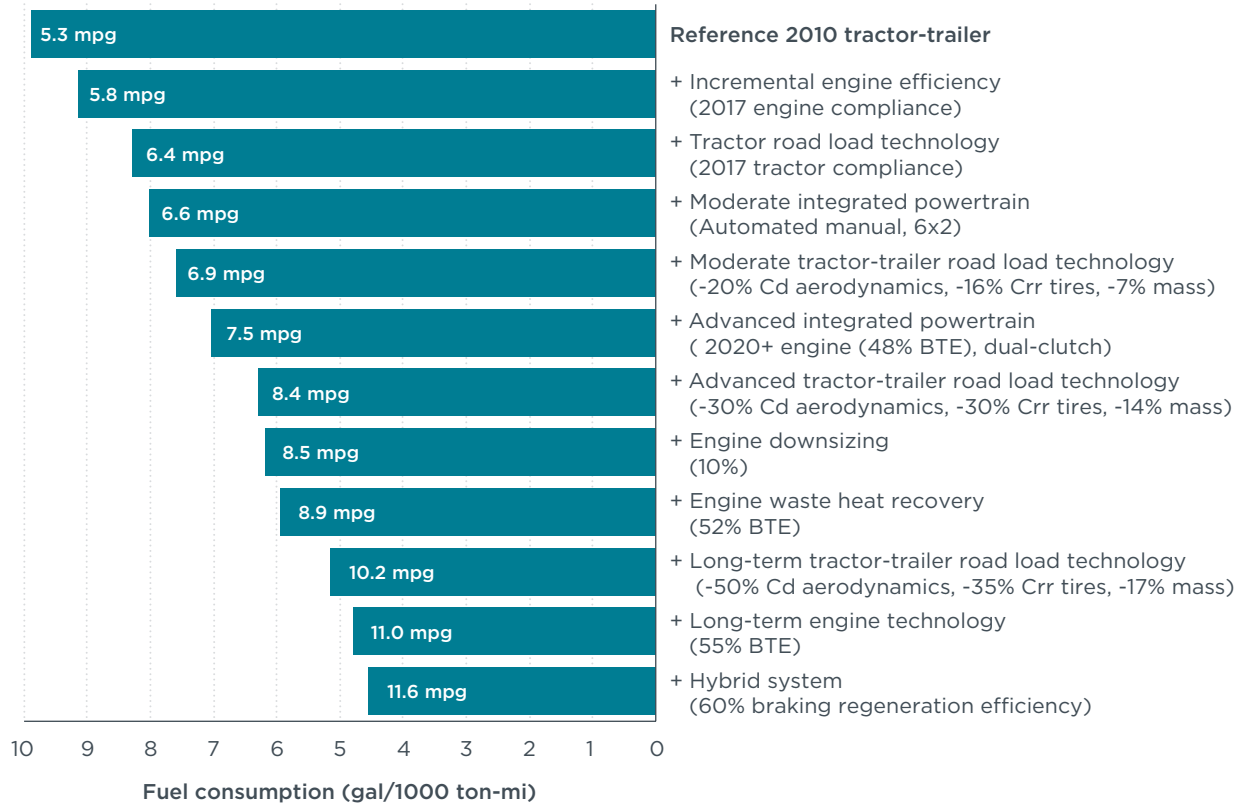 5.3 mpg
Reference 2010 tractor-trailer
5.8 mpg
+ Incremental engine efficiency
(2017 engine compliance)
6.4 mpg
+ Tractor road load technology
(2017 tractor compliance)
6.6 mpg
+ Moderate integrated powertrain
(Automated manual, 6x2)
6.9 mpg
+ Moderate tractor-trailer road load technology
(-20% Cd aerodynamics, -16% Crr tires, -7% mass)
7.5 mpg
+ Advanced integrated powertrain
( 2020+ engine (48% BTE), dual-clutch)
8.4 mpg
+ Advanced tractor-trailer road load technology
(-30% Cd aerodynamics, -30% Crr tires, -14% mass)
8.5 mpg
+ Engine downsizing
(10%)
8.9 mpg
+ Engine waste heat recovery
(52% BTE)
10.2 mpg
+ Long-term tractor-trailer road load technology
(-50% Cd aerodynamics, -35% Crr tires, -17% mass)
11.0 mpg
+ Long-term engine technology
(55% BTE)
11.6 mpg
+ Hybrid system
(60% braking regeneration efficiency)
10 9 8 7 6 5 4 3 2 1 0
Fuel consumption (gal/1000 ton-mi)